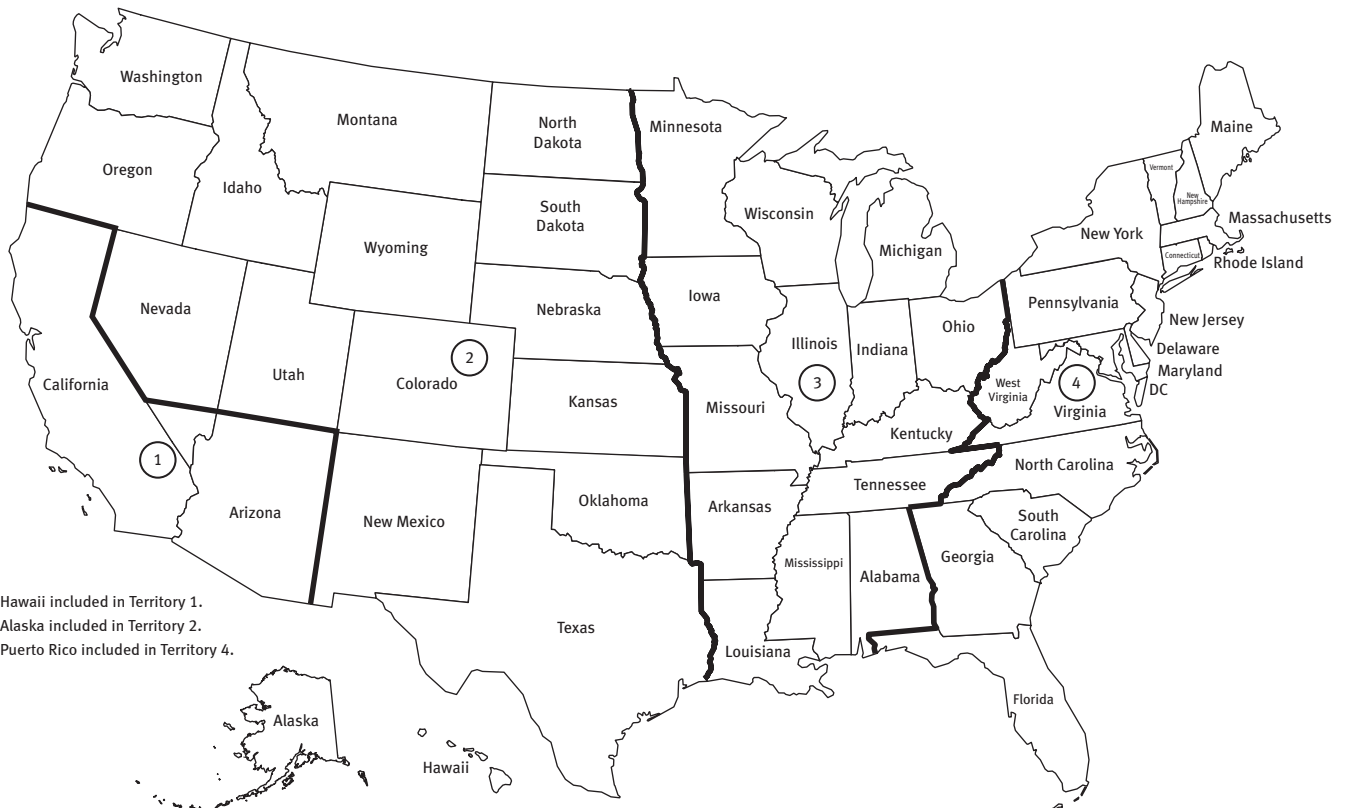 Washington
Oregon
Idaho
Montana
North
Dakota
Minnesota
South
Dakota
Wyoming
Wisconsin
Michigan
Maine
Vermont
New
Hampshire
New York
Massachusetts
Connecticut
Rhode Island
Nevada
Nebraska
Iowa
Pennsylvania
New Jersey
Ohio
Illinois
Indiana
Delaware
Maryland
DC
California
Utah
Colorado
2
Kansas
Missouri
3
West
Virginia
4
Virginia
Kentucky
1
Arizona
New Mexico
Oklahoma
Arkansas
Tennessee
North Carolina
South
Carolina
Mississippi
Alabama
Georgia
Hawaii included in Territory 1.
Alaska included in Territory 2.
Puerto Rico included in Territory 4.
Texas
Louisiana
Florida
Alaska
Hawaii